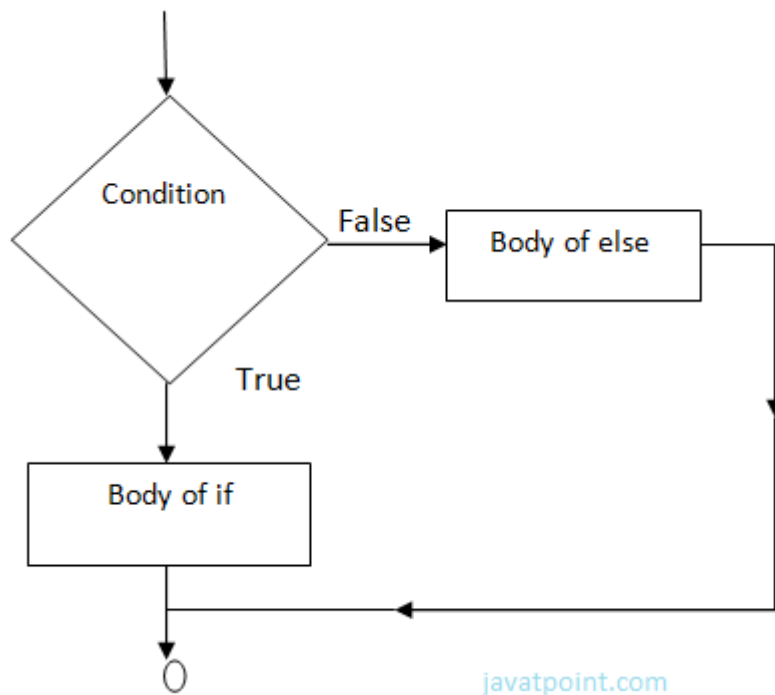 Condition
False
Body of else
True
Body of if
javatpoint.com